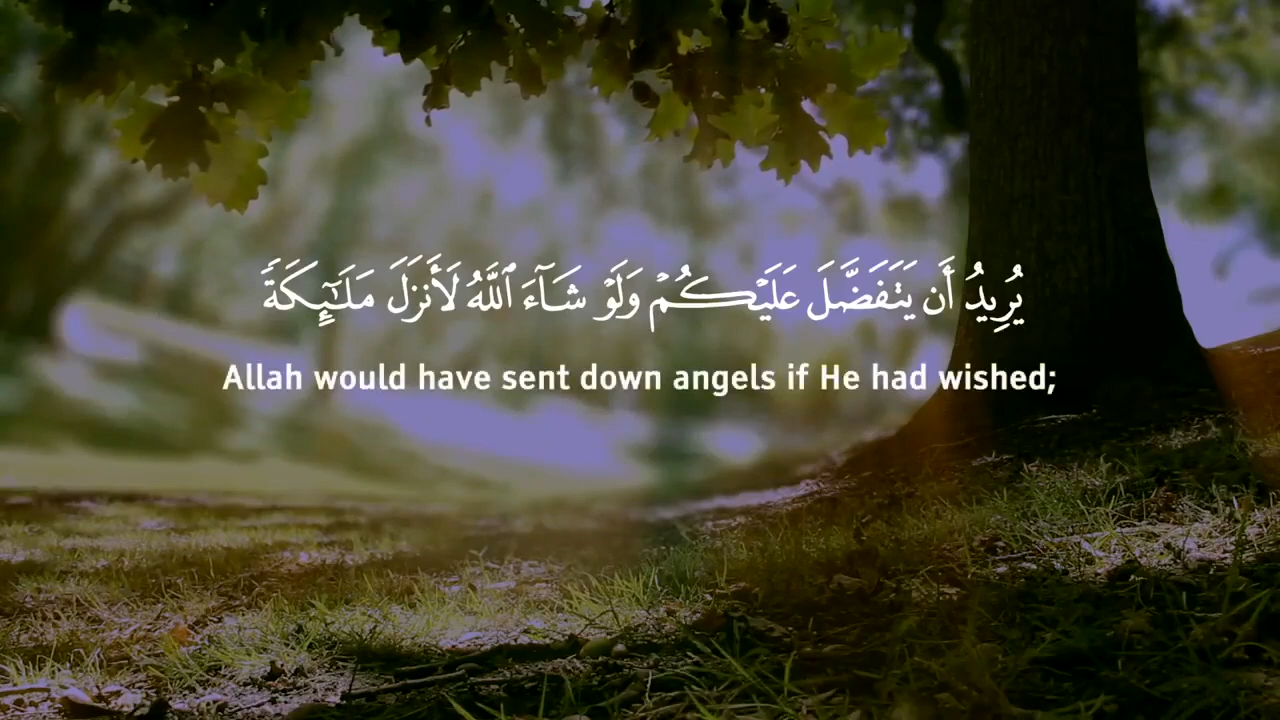 يُرِيدُ أَن يَتَفَضَّلَ عَلَيۡكُمۡ وَلَوۡ شَآءَ ٱللَّهُ لَأَنزَلَ مَلَـٰٓئِكَةٗ
Allah would have sent down angels if He had wished;